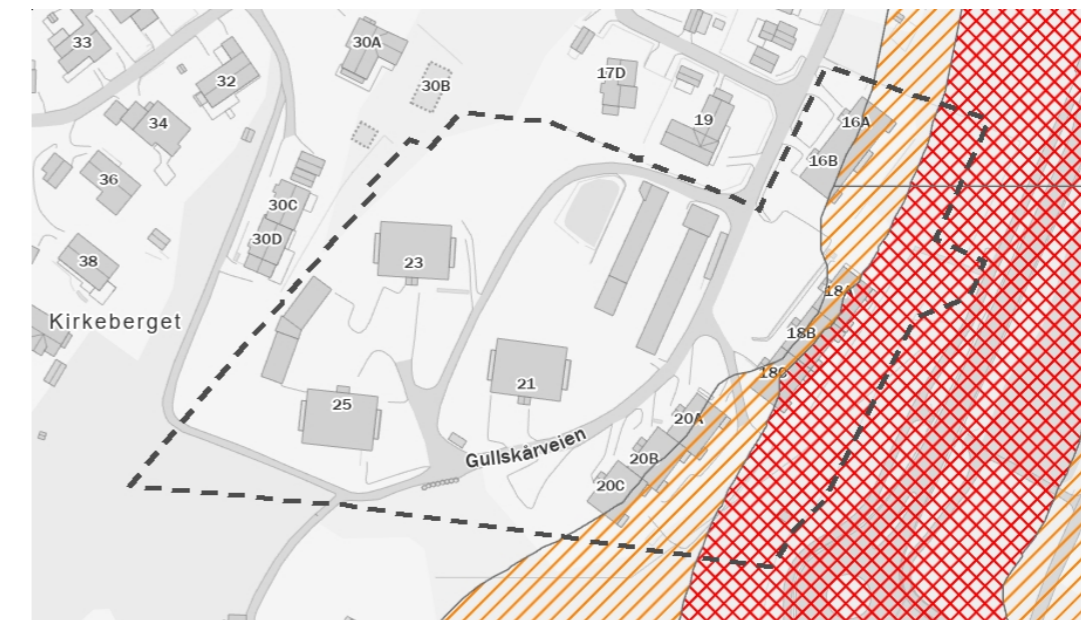 33
30A
32
17D
30B
19
34
16A
16B
36
30C
30D
38
23
18A
Kirkeberget
18B
18C
21
25
20A
Gullskårveien
20B
20C